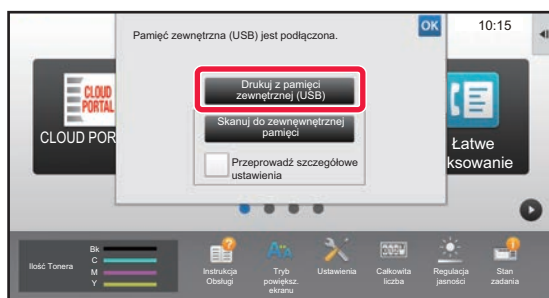 Pamięć zewnętrzna (USB) jest podłączona.
OK
10:15
Drukuj z pamięci
zewnętrznej (USB)
Skanuj do zewnęwnętrznej
pamięci
Przeprowadź szczegółowe
ustawienia
CLOUD
PORTAL
CLOUD POR
Łatwe
ksowanie
Ilość Tonera
Bk
C
M
Y
Instrukcja
Obsługi
Tryb
powiększ.
ekranu
Ustawienia
Całkowita
liczba
Regulacja
jasności
Stan
zadania